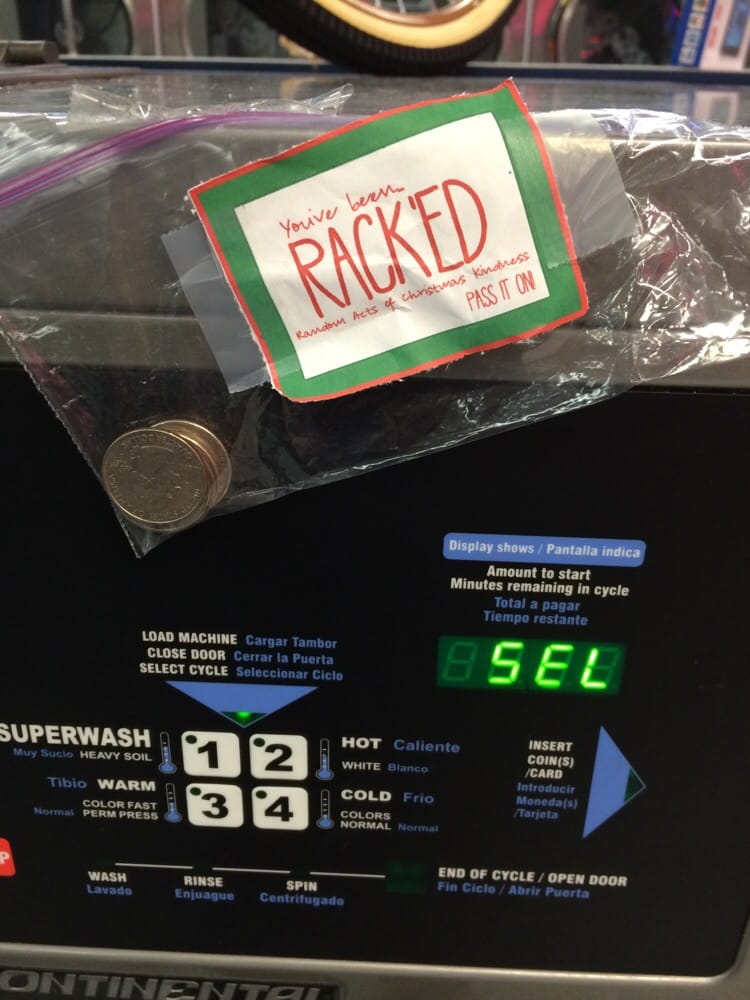 You've been...
RACK'ED
Random Acts of Christmas Kindness
PASS IT ON!
Display shows / Pantalla indica
Amount to start
Minutes remaining in cycle
Total a pagar
Tiempo restante
SEL
LOAD MACHINE Cargar Tambor
CLOSE DOOR Cerrar la Puerta
SELECT CYCLE Seleccionar Ciclo
SUPERWASH
Muy Sucio HEAVY SOIL
1 2
HOT Caliente
WHITE Blanco
Tibio WARM
Normal COLOR FAST
PERM PRESS
3 4
COLD Frio
COLORS
NORMAL Normal
INSERT
COIN(S)
/CARD
Introducir
Moneda(s)
/Tarjeta
P
WASH
Lavado
RINSE
Enjuague
SPIN
Centrifugado
END OF CYCLE / OPEN DOOR
Fin Ciclo / Abrir Puerta
CONTINENTAL